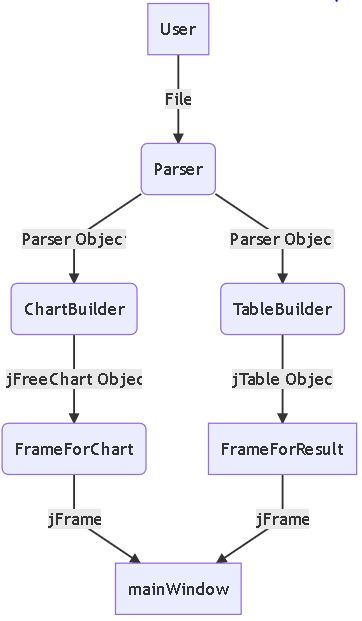 User
File
Parser
Parser Objec
Parser Objec
ChartBuilder
TableBuilder
jFreeChart Objec
jTable Objec
FrameForChart
FrameForResult
jFrame
jFrame
mainWindow